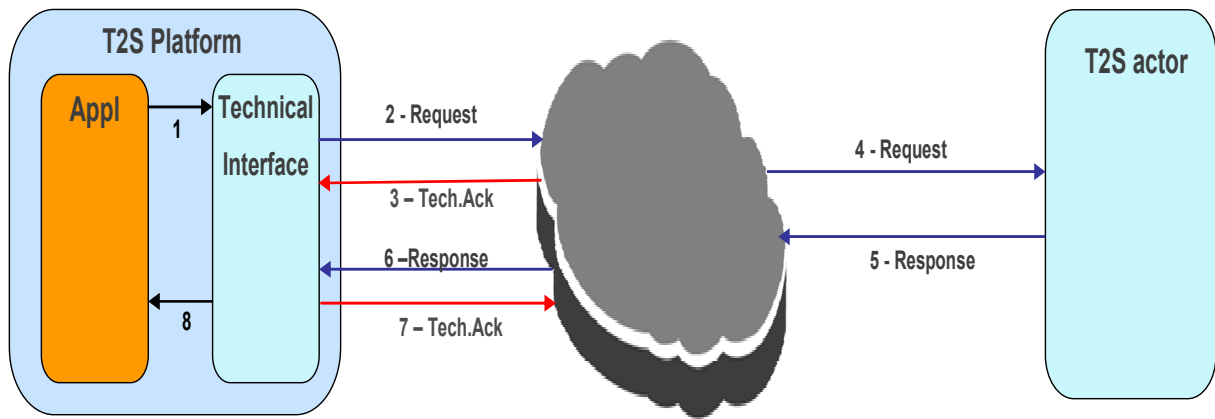 T2S Platform
T2S actor
Appl
Technical
Interface
1
2 - Request
3 – Tech.Ack
4 - Request
5 - Response
6 –Response
7 – Tech.Ack
8